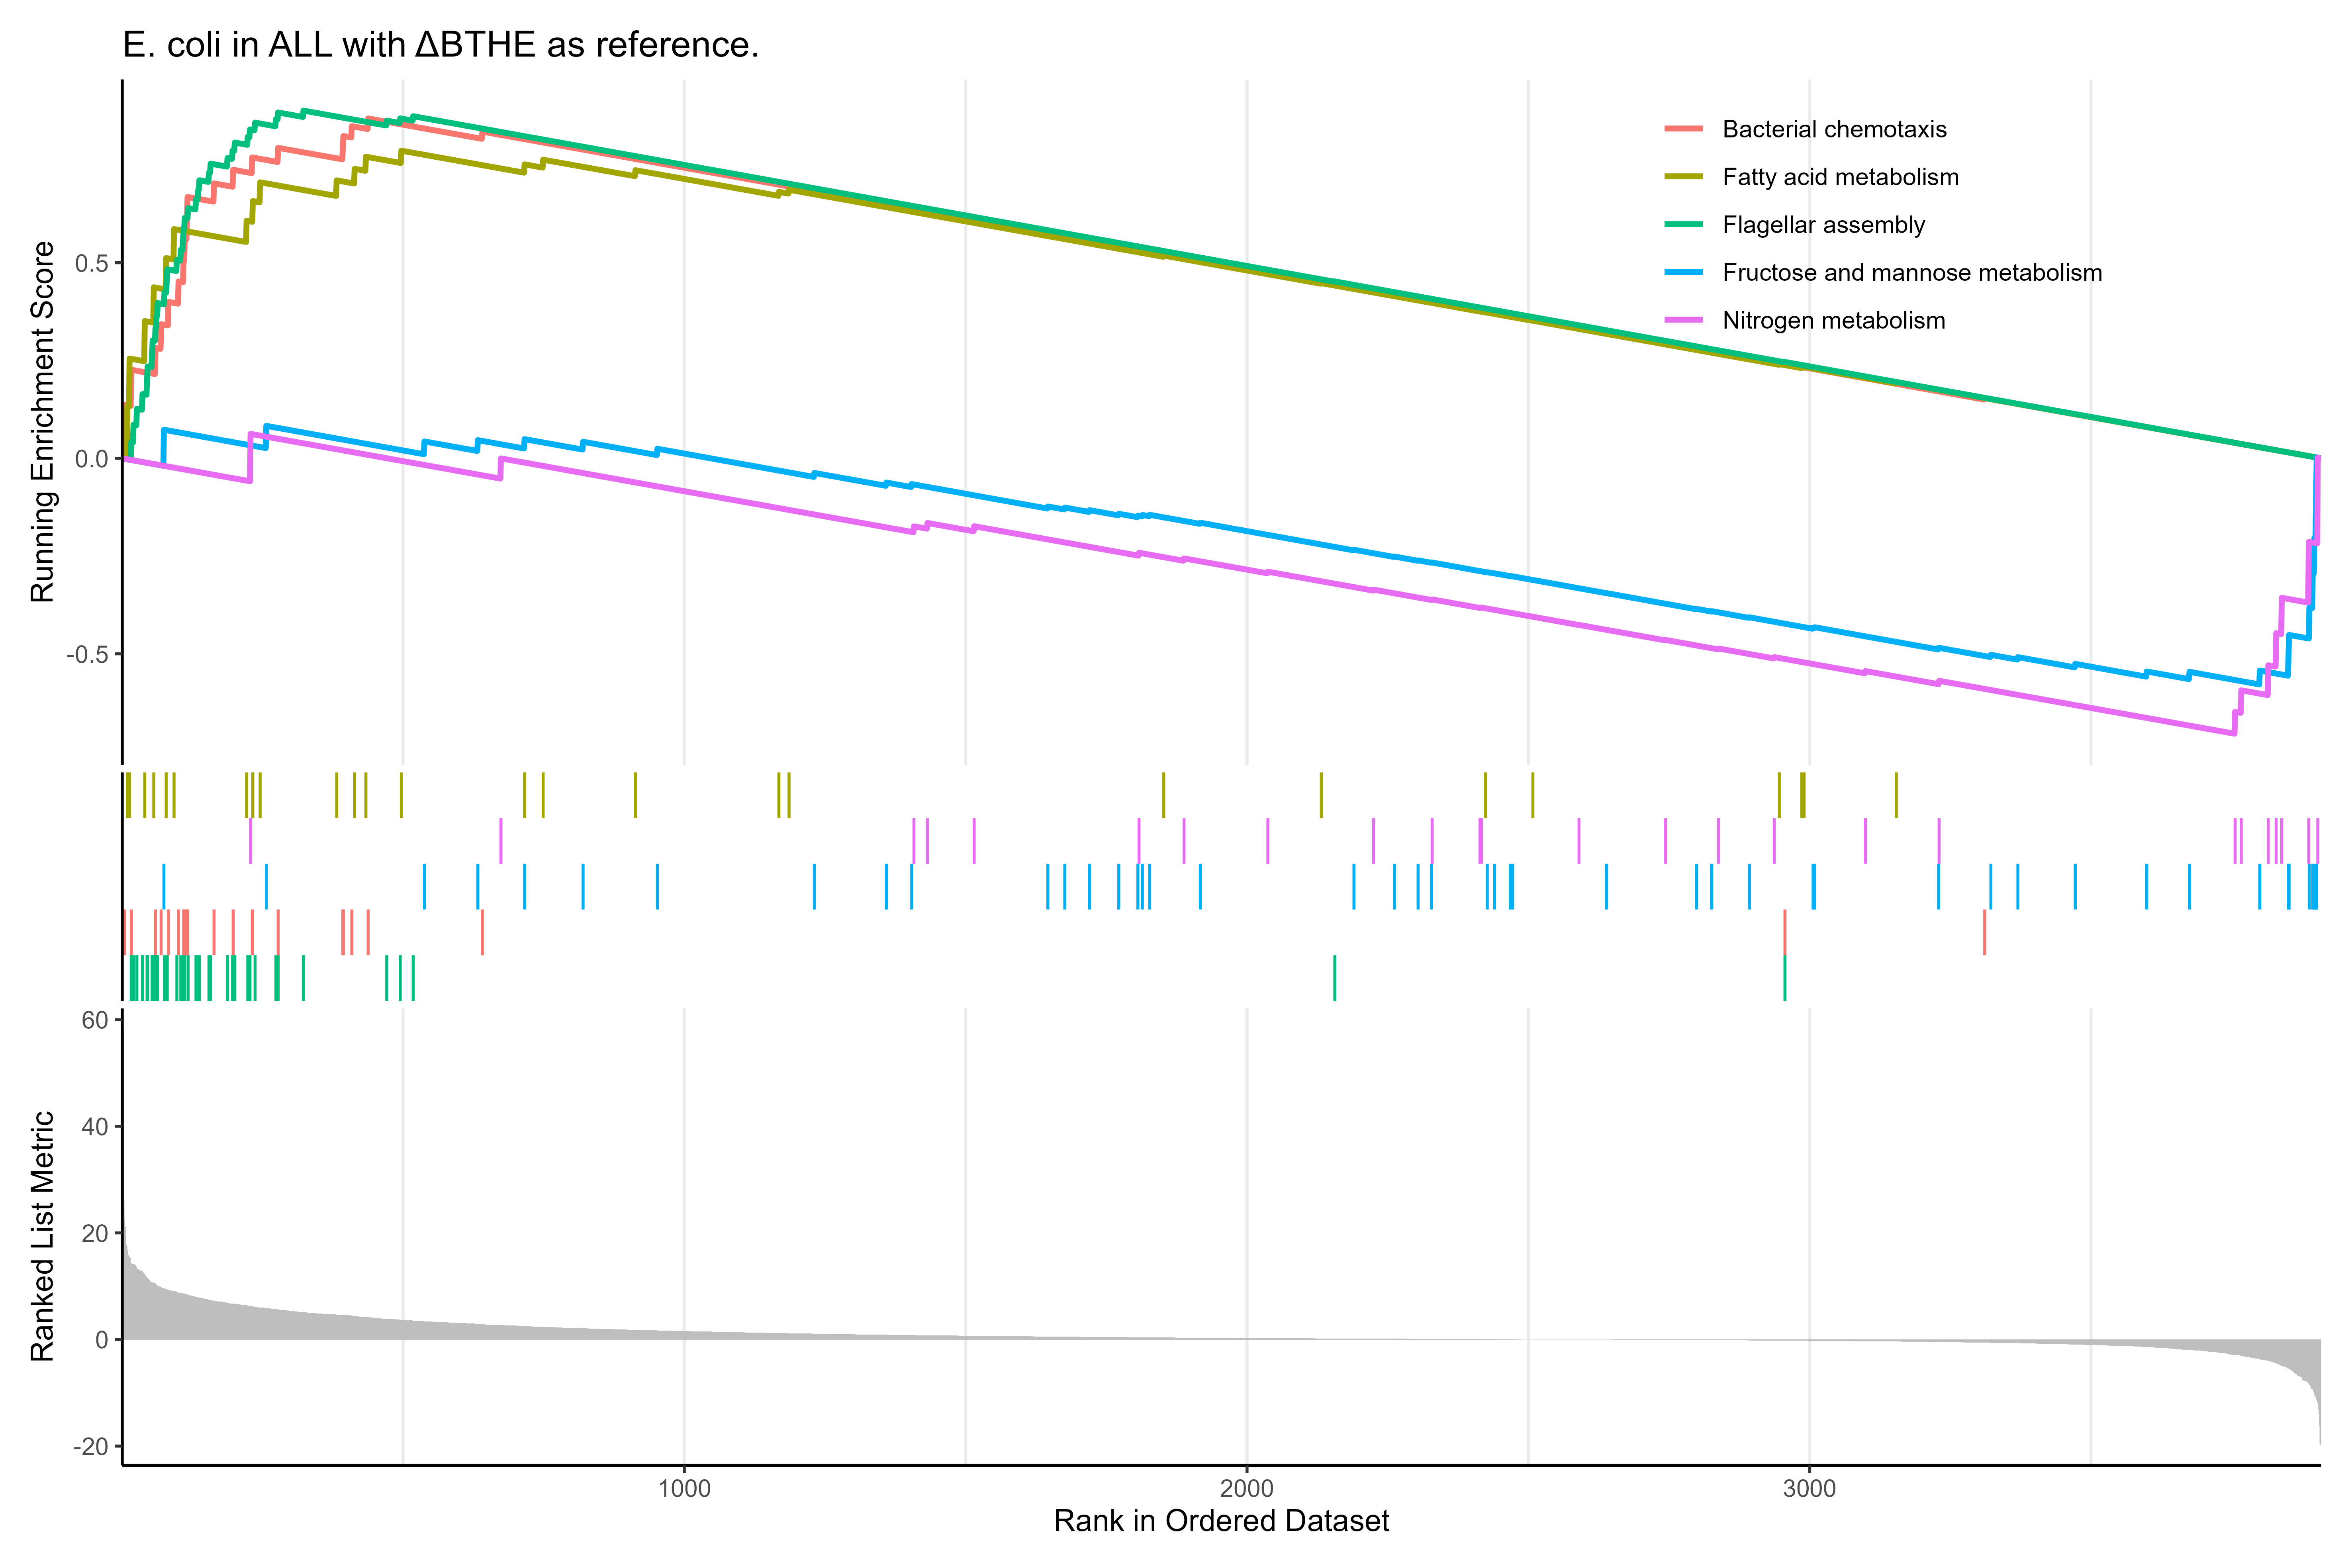 E. coli in ALL with ΔBTHE as reference.
Running Enrichment Score
0.5
0.0
-0.5
Bacterial chemotaxis
Fatty acid metabolism
Flagellar assembly
Fructose and mannose metabolism
Nitrogen metabolism
Ranked List Metric
60
40
20
0
-20
1000
2000
3000
Rank in Ordered Dataset